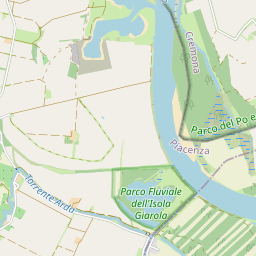 Cremona
Parco del Po e
Piacenza
Torrente Arda
Parco Fluviale
dell'Isola
Giarola